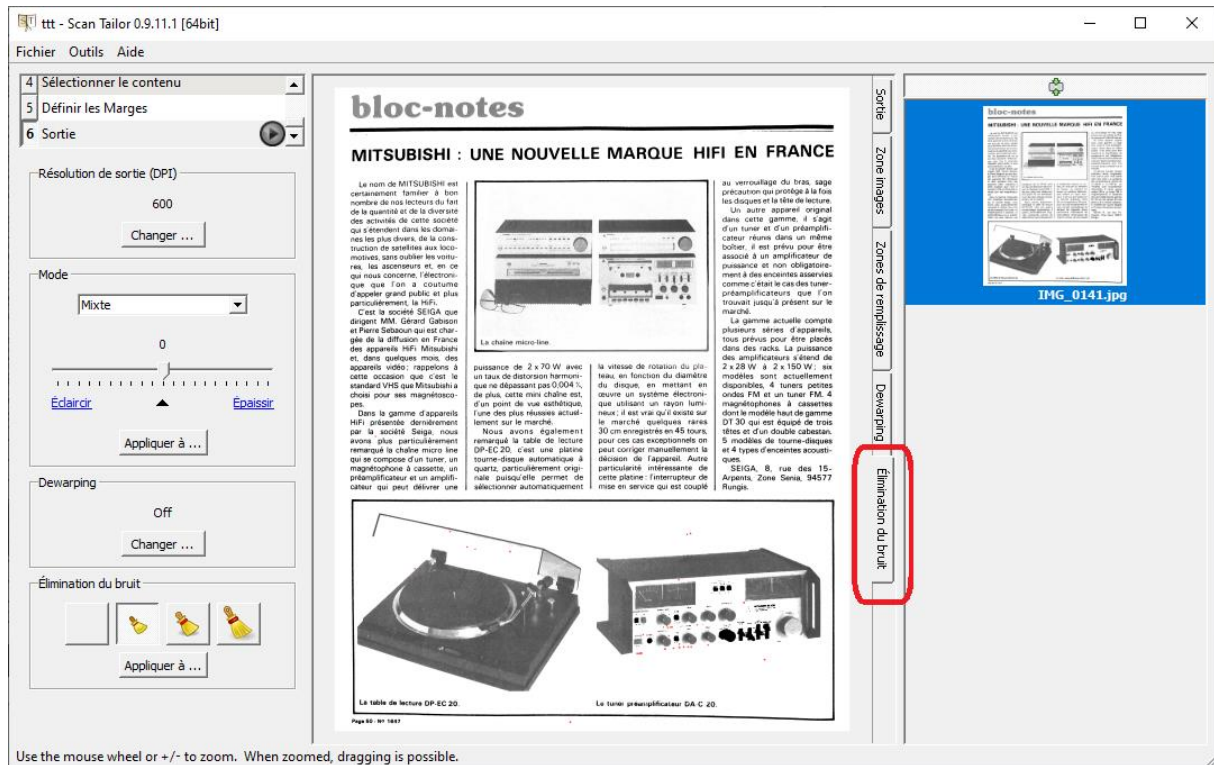 ttt - Scan Tailor 0.9.11.1 [64bit]
Fichier Outils Aide
4 Sélectionner le contenu
5 Définir les Marges
6 Sortie
Résolution de sortie (DPI)
600
Changer ...
Mode
Mixte
0
Éclaircir
Épaissir
Appliquer à ...
Dewarping
Off
Changer ...
Élimination du bruit
Appliquer à ...
bloc-notes
MITSUBISHI : UNE NOUVELLE MARQUE HIFI EN FRANCE
Le nom de MITSUBISHI est
certainement familier à bon
nombre de nos lecteurs du fait
de la quantité et de la diversité
des activités de cette société
qui s'étendent dans les domai-
nes les plus divers, de la cons-
truction de satellites aux loco-
motives, sans oublier les voitu-
res, les ascenseurs et, en ce
qui nous concerne, l'électroni-
que que l'on a coutume
d'appeler grand public et plus
particulièrement, la HiFi.
C'est la société SEIGA que
dirigent MM. Gérard Gabison
et Pierre Sebaoun qui est char-
gée de la diffusion en France
des appareils HiFi Mitsubishi
et, dans quelques mois, des
appareils vidéo; rappelons à
cette occasion que c'est le
standard VHS que Mitsubishi a
choisi pour ses magnétosco-
pes.
Dans la gamme d'appareils
HiFi présentée dernièrement
par la société Seiga, nous
avons plus particulièrement
remarqué la chaîne micro line
qui se compose d'un tuner, un
magnétophone à cassette, un
préamplificateur et un amplifi-
cateur qui peut délivrer une
La chaîne micro-line.
puissance de 2 x 70 W avec
un taux de distorsion harmoni-
que ne dépassant pas 0,004 %,
de plus, cette mini chaîne est,
d'un point de vue esthétique,
l'une des plus réussies actuel-
lement sur le marché.
Nous avons également
remarqué la table de lecture
DP-EC 20, c'est une platine
tourne-disque automatique à
quartz, particulièrement origi-
nale puisqu'elle permet de
sélectionner automatiquement
la vitesse de rotation du pla-
teau, en fonction du diamètre
du disque, en mettant en
œuvre un système électroni-
que utilisant un rayon lumi-
neux; il est vrai qu'il existe sur
le marché quelques rares
30 cm enregistrés en 45 tours,
pour ces cas exceptionnels on
peut corriger manuellement la
décision de l'appareil. Autre
particularité intéressante de
cette platine : l'interrupteur de
mise en service qui est couplé
au verrouillage du bras, sage
précaution qui protège à la fois
les disques et la tête de lecture.
Un autre appareil original
dans cette gamme, il s'agit
d'un tuner et d'un préampli-
cateur réunis dans un même
boîtier, il est prévu pour être
associé à un amplificateur de
puissance et non obligatoire-
ment à des enceintes asservies
comme c'était le cas des tuner-
préamplificateurs que l'on
trouvait jusqu'à présent sur le
marché.
La gamme actuelle compte
plusieurs séries d'appareils,
tous prévus pour être placés
dans des racks. La puissance
des amplificateurs s'étend de
2 x 28 W à 2 x 150 W; six
modèles sont actuellement
disponibles, 4 tuners petites
ondes FM et un tuner FM. 4
magnétophones à cassettes
dont le modèle haut de gamme
DT 30 qui est équipé de trois
têtes et d'un double cabestan,
5 modèles de tourne-disques
et 4 types d'enceintes acousti-
ques.
SEIGA, 8, rue des 15-
Arpents, Zone Senia, 94577
Rungis.
La table de lecture DP-EC 20.
Le tuner préamplificateur DA-C 20.
Page 50 - Nº 1647
Sortie
Zone images
Zones de remplissage
Dewarping
Élimination du bruit
bloc-notes
MITSUBISHI : UNE NOUVELLE MARQUE HIFI EN FRANCE
IMG_0141.jpg
Use the mouse wheel or +/- to zoom. When zoomed, dragging is possible.